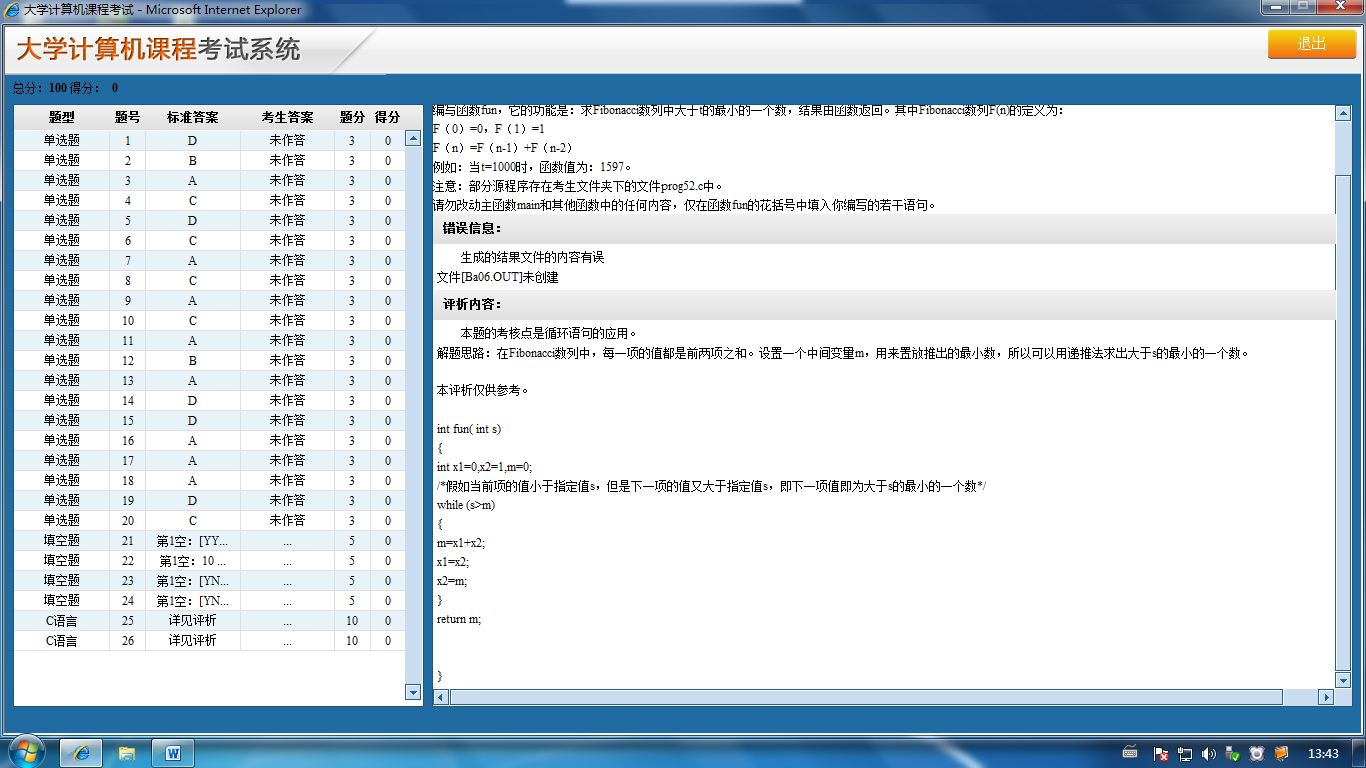 大学计算机课程考试 - Microsoft Internet Explorer
大学计算机课程考试系统
退出
总分：100 得分： 0
题型 题号 标准答案 考生答案 题分 得分
单选题 1 D 未作答 3 0
单选题 2 B 未作答 3 0
单选题 3 A 未作答 3 0
单选题 4 C 未作答 3 0
单选题 5 D 未作答 3 0
单选题 6 C 未作答 3 0
单选题 7 A 未作答 3 0
单选题 8 C 未作答 3 0
单选题 9 A 未作答 3 0
单选题 10 C 未作答 3 0
单选题 11 A 未作答 3 0
单选题 12 B 未作答 3 0
单选题 13 A 未作答 3 0
单选题 14 D 未作答 3 0
单选题 15 D 未作答 3 0
单选题 16 A 未作答 3 0
单选题 17 A 未作答 3 0
单选题 18 A 未作答 3 0
单选题 19 D 未作答 3 0
单选题 20 C 未作答 3 0
填空题 21 第1空：[YY... ... 5 0
填空题 22 第1空：10 ... ... 5 0
填空题 23 第1空：[YN... ... 5 0
填空题 24 第1空：[YN... ... 5 0
C语言 25 详见评析 ... 10 0
C语言 26 详见评析 ... 10 0
编写函数fun，它的功能是：求Fibonacci数列中大于t的最小的一个数，结果由函数返回。其中Fibonacci数列F(n)的定义为：
F（0）=0，F（1）=1
F（n）=F（n-1）+F（n-2）
例如：当t=1000时，函数值为：1597。
注意：部分源程序存在考生文件夹下的文件prog52.c中。
请勿改动主函数main和其他函数中的任何内容，仅在函数fun的花括号中填入你编写的若干语句。
错误信息：
生成的结果文件的内容有误
文件[Ba06.OUT]未创建
评析内容：
本题的考核点是循环语句的应用。
解题思路：在Fibonacci数列中，每一项的值都是前两项之和。设置一个中间变量m，用来置放推出的最小数，所以可以用递推法求出大于s的最小的一个数。
本评析仅供参考。
int fun( int s)
{
int x1=0,x2=1,m=0;
/*假如当前项的值小于指定值s，但是下一项的值又大于指定值s，即下一项值即为大于s的最小的一个数*/
while (s>m)
{
m=x1+x2;
x1=x2;
x2=m;
}
return m;
}
13:43